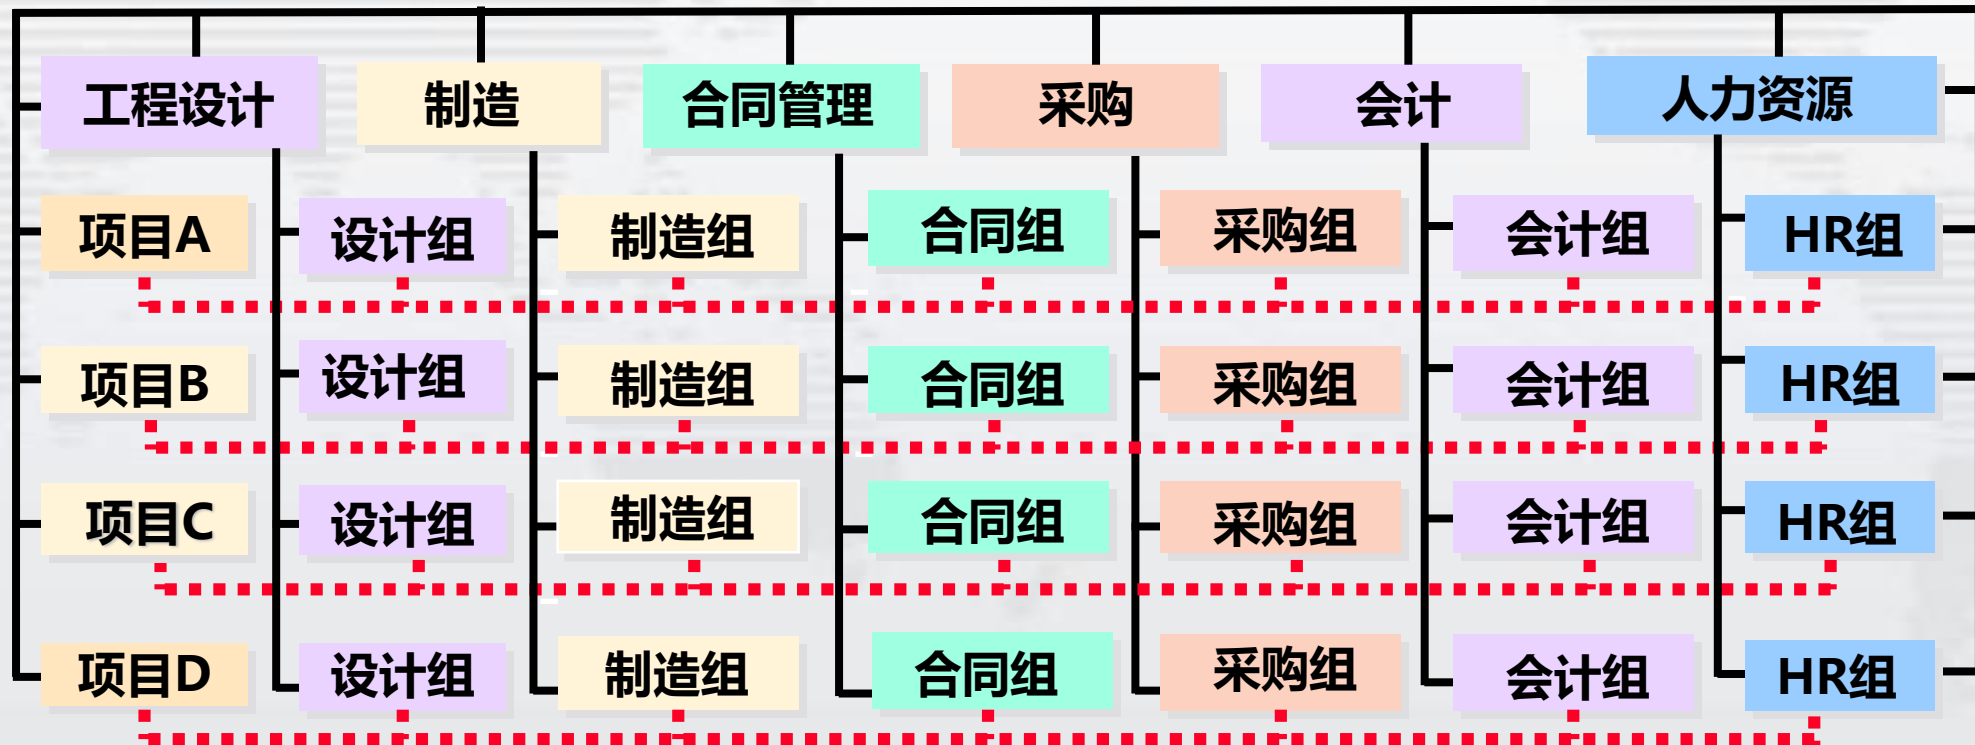 工程设计
制造
合同管理
采购
会计
人力资源
项目A
设计组
制造组
合同组
采购组
会计组
HR组
项目B
设计组
制造组
合同组
采购组
会计组
HR组
项目C
设计组
制造组
合同组
采购组
会计组
HR组
项目D
设计组
制造组
合同组
采购组
会计组
HR组